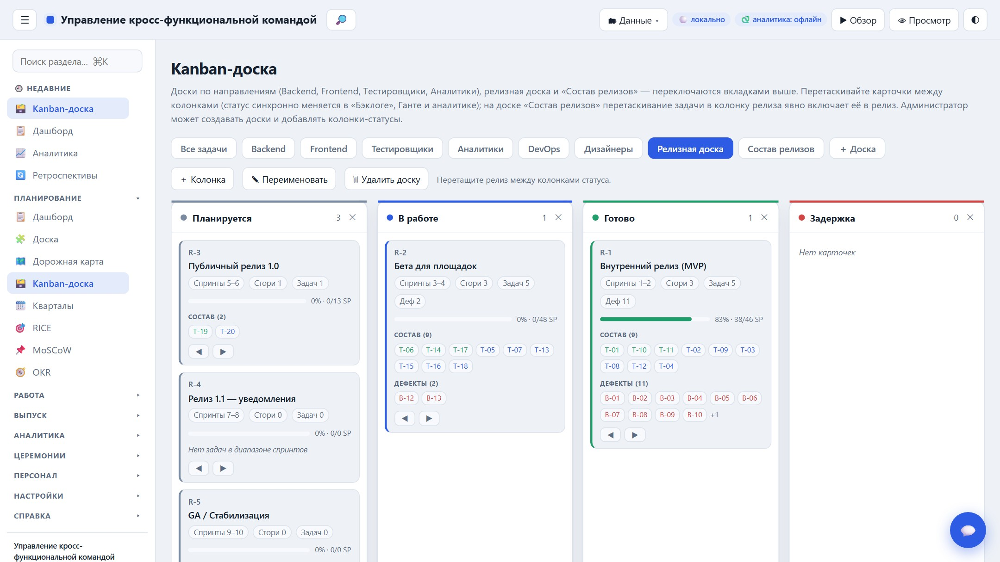 ☰ Управление кросс-функциональной командой
Данные ▾
локально
аналитика: офлайн
▶ Обзор
Просмотр
Поиск раздела... ⌘K
НЕДАВНИЕ
Kanban-доска
Дашборд
Аналитика
Ретроспективы
ПЛАНИРОВАНИЕ ▾
Дашборд
Доска
Дорожная карта
Kanban-доска
Кварталы
RICE
MoSCoW
OKR
РАБОТА ▸
ВЫПУСК ▸
АНАЛИТИКА ▸
ЦЕРЕМОНИИ ▸
ПЕРСОНАЛ ▸
НАСТРОЙКИ ▸
СПРАВКА ▸
Управление кросс-
функциональной командой
Kanban-доска
Доски по направлениям (Backend, Frontend, Тестировщики, Аналитики), релизная доска и «Состав релизов» — переключаются вкладками выше. Перетаскивайте карточки между
колонками (статус синхронно меняется в «Бэклоге», Ганте и аналитике); на доске «Состав релизов» перетаскивание задачи в колонку релиза явно включает её в релиз. Администратор
может создавать доски и добавлять колонки-статусы.
Все задачи Backend Frontend Тестировщики Аналитики DevOps Дизайнеры Релизная доска Состав релизов + Доска
+ Колонка Переименовать Удалить доску Перетащите релиз между колонками статуса.
Планируется 3 ×
R-3
Публичный релиз 1.0
Спринты 5–6 Стори 1 Задач 1
0% · 0/13 SP
СОСТАВ (2)
T-19 T-20
◀ ▶
R-4
Релиз 1.1 — уведомления
Спринты 7–8 Стори 0 Задач 0
0% · 0/0 SP
Нет задач в диапазоне спринтов
◀ ▶
R-5
GA / Стабилизация
Спринты 9–10 Стори 0 Задач 0
0% · 0/0 SP
В работе 1 ×
R-2
Бета для площадок
Спринты 3–4 Стори 3 Задач 5
Деф 2
0% · 0/48 SP
СОСТАВ (9)
T-06 T-14 T-17 T-05 T-07 T-13
T-15 T-16 T-18
ДЕФЕКТЫ (2)
B-12 B-13
◀ ▶
Готово 1 ×
R-1
Внутренний релиз (MVP)
Спринты 1–2 Стори 3 Задач 5
Деф 11
83% · 38/46 SP
СОСТАВ (9)
T-01 T-10 T-11 T-02 T-09 T-03
T-08 T-12 T-04
ДЕФЕКТЫ (11)
B-01 B-02 B-03 B-04 B-05 B-06
B-07 B-08 B-09 B-10 +1
◀ ▶
Задержка 0 ×
Нет карточек